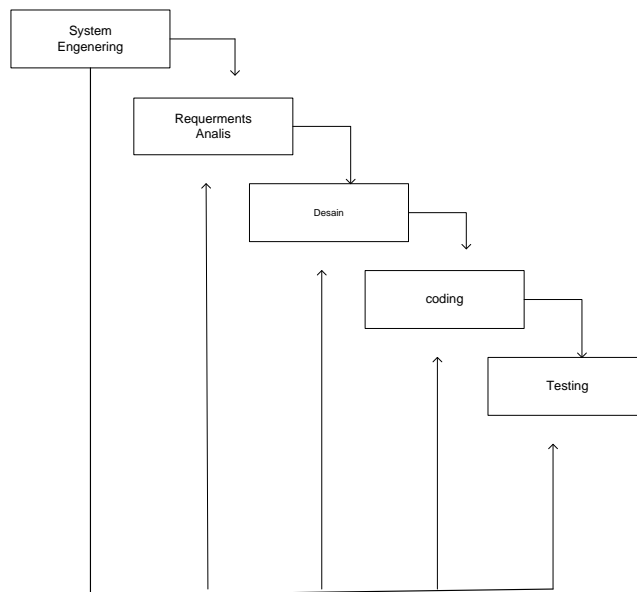 System
Engenering
Requerments
Analis
Desain
coding
Testing